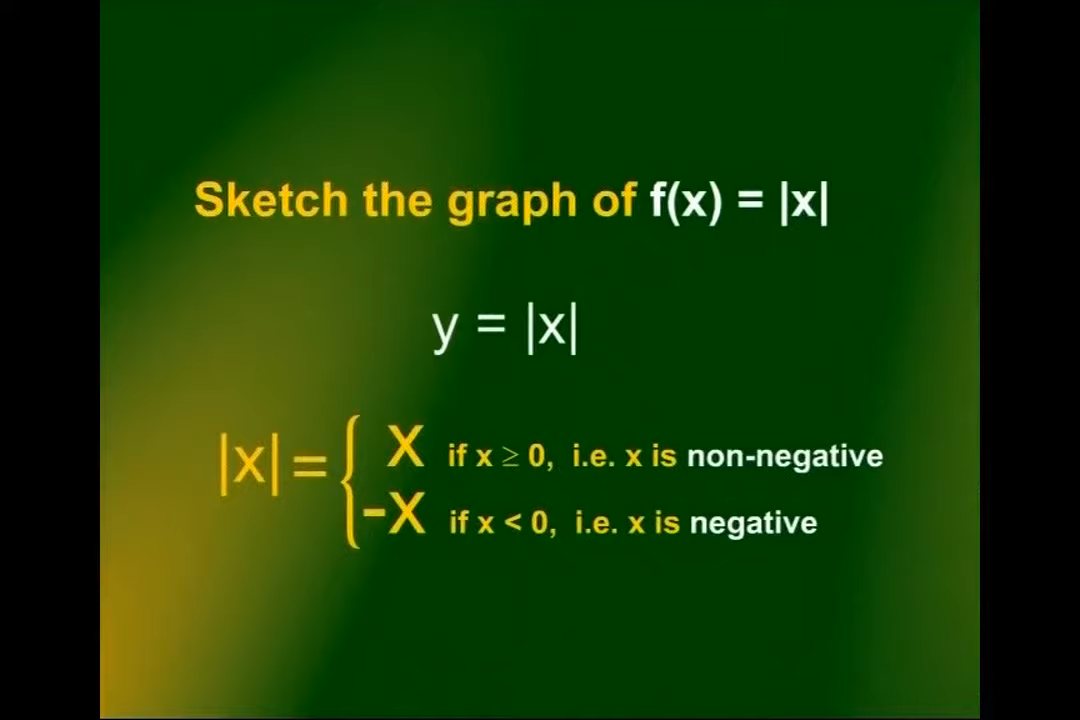 Sketch the graph of f(x) = |x|
y = |x|
|x| = { x if x ≥ 0, i.e. x is non-negative
-x if x < 0, i.e. x is negative